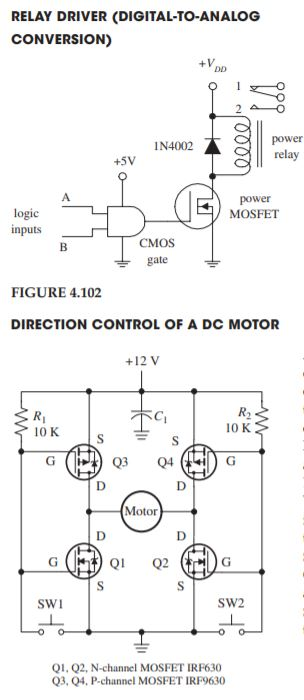 RELAY DRIVER (DIGITAL-TO-ANALOG
CONVERSION)
+VDD
1
2
1N4002
power
relay
+5V
A
logic
inputs
B
power
MOSFET
CMOS
gate
FIGURE 4.102
DIRECTION CONTROL OF A DC MOTOR
+12 V
R1
10 K
C1
R2
10 K
S
S
G
Q3
Q4
G
D
D
Motor
D
D
G
Q1
Q2
G
S
S
SW1
SW2
Q1, Q2, N-channel MOSFET IRF630
Q3, Q4, P-channel MOSFET IRF9630